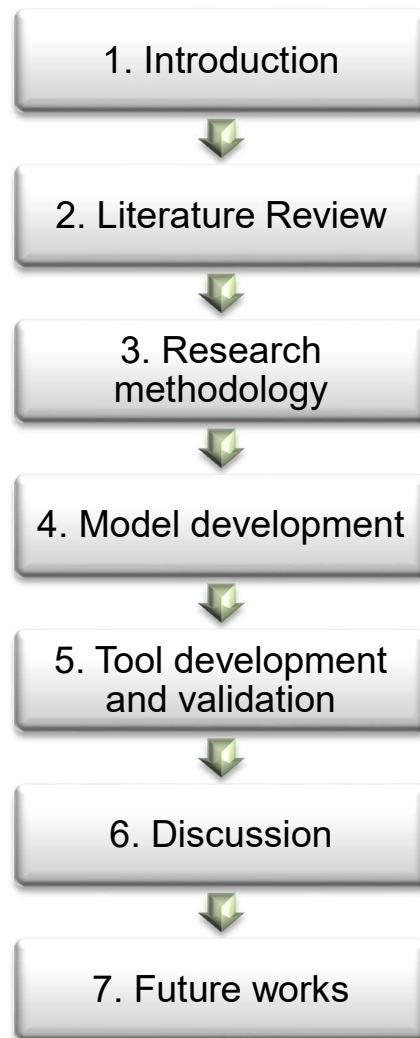 1. Introduction
2. Literature Review
3. Research
methodology
4. Model development
5. Tool development
and validation
6. Discussion
7. Future works